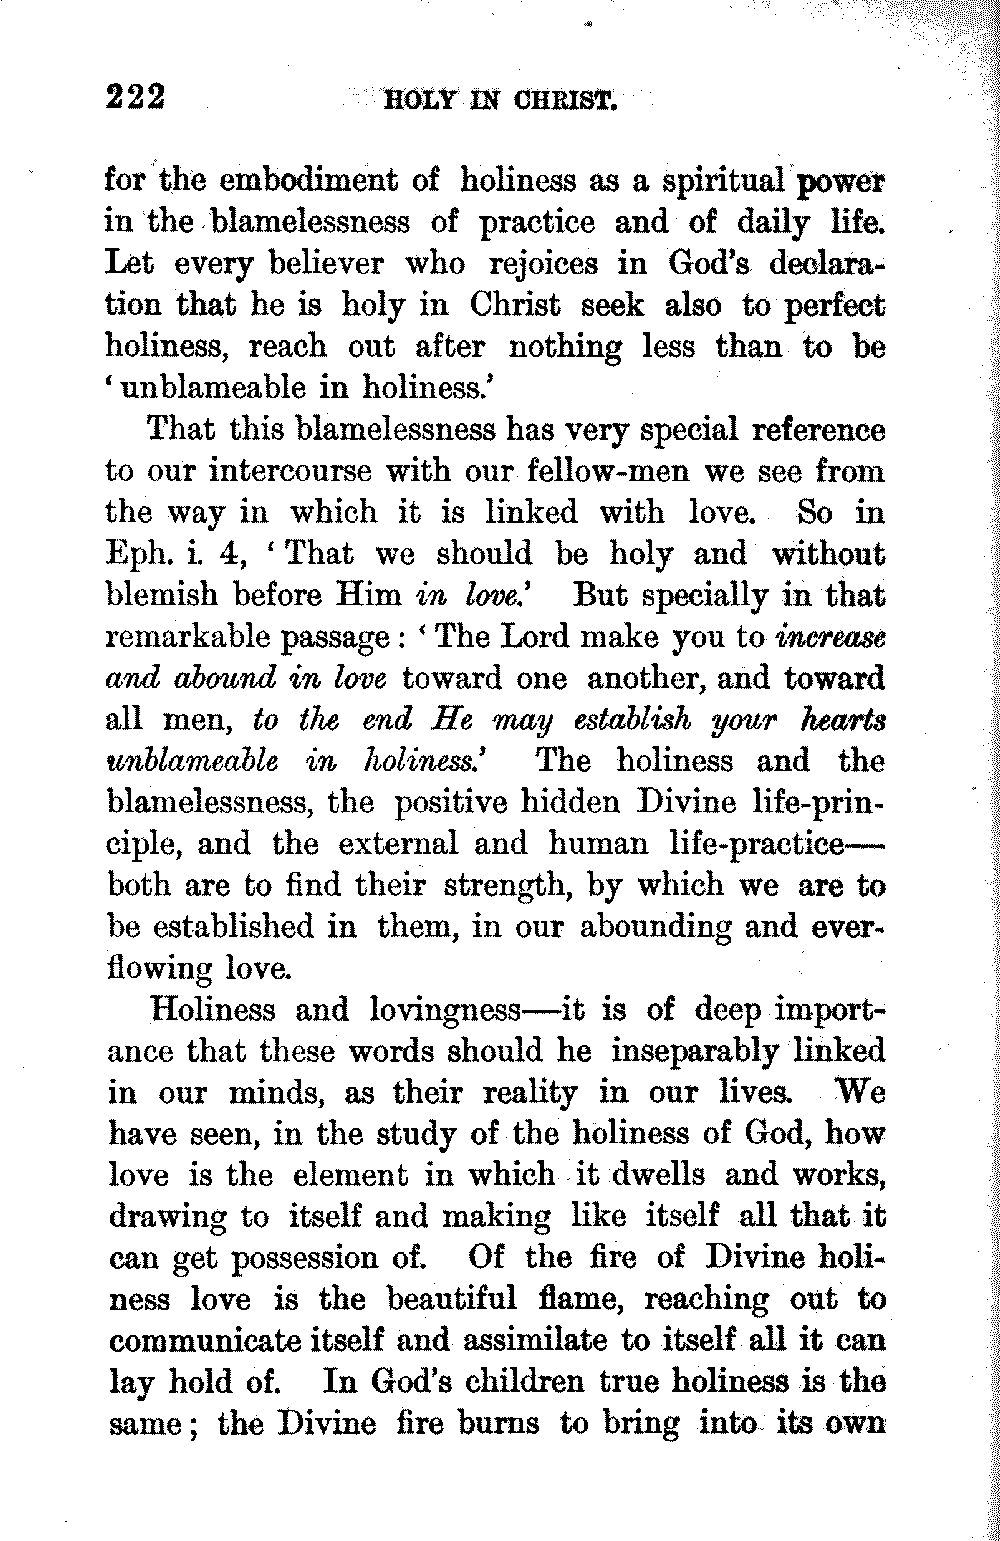 222 HOLY IN CHRIST.
for the embodiment of holiness as a spiritual power
in the blamelessness of practice and of daily life.
Let every believer who rejoices in God's declara-
tion that he is holy in Christ seek also to perfect
holiness, reach out after nothing less than to be
‘unblameable in holiness.’
That this blamelessness has very special reference
to our intercourse with our fellow-men we see from
the way in which it is linked with love. So in
Eph. i. 4, ‘That we should be holy and without
blemish before Him in love.’ But specially in that
remarkable passage: ‘The Lord make you to increase
and abound in love toward one another, and toward
all men, to the end He may establish your hearts
unblameable in holiness.’ The holiness and the
blamelessness, the positive hidden Divine life-prin-
ciple, and the external and human life-practice—
both are to find their strength, by which we are to
be established in them, in our abounding and ever-
flowing love.
Holiness and lovingness—it is of deep import-
ance that these words should he inseparably linked
in our minds, as their reality in our lives. We
have seen, in the study of the holiness of God, how
love is the element in which it dwells and works,
drawing to itself and making like itself all that it
can get possession of. Of the fire of Divine holi-
ness love is the beautiful flame, reaching out to
communicate itself and assimilate to itself all it can
lay hold of. In God's children true holiness is the
same; the Divine fire burns to bring into its own